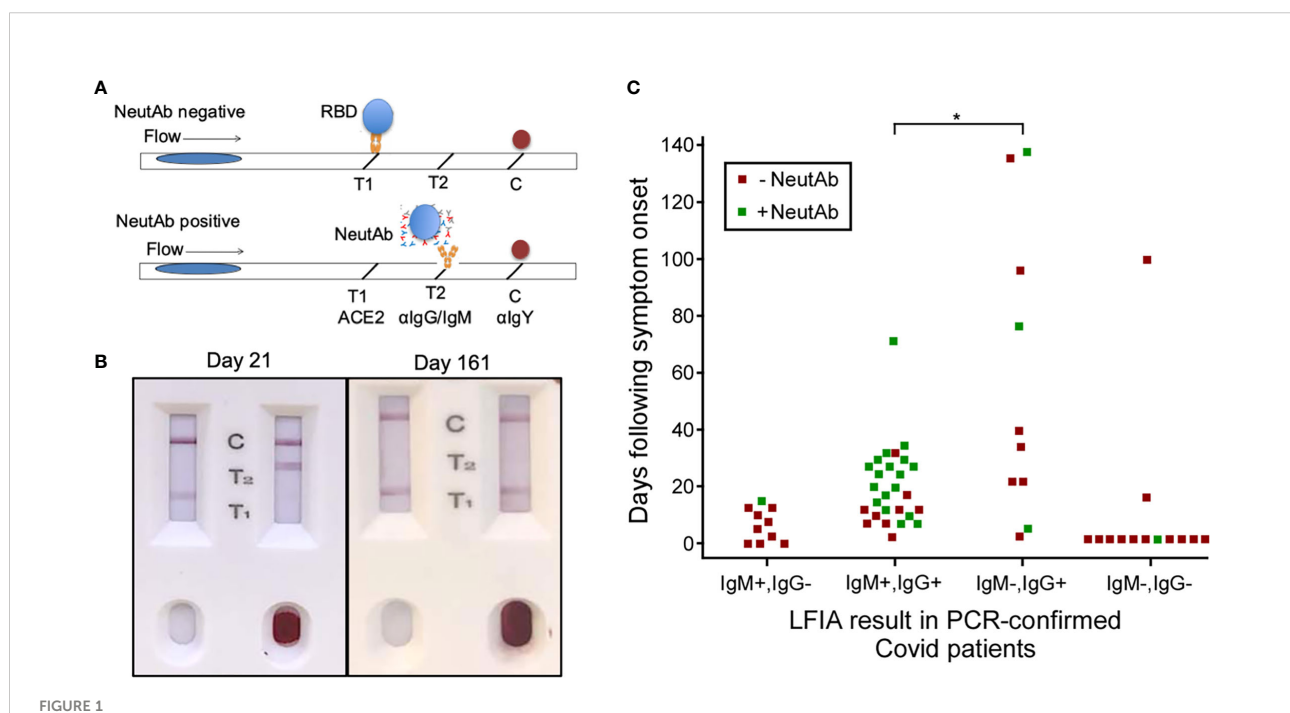 A
NeutAb negative
Flow
RBD
T1
T2
C
NeutAb positive
Flow
NeutAb
T1
T2
C
ACE2
αIgG/IgM
αIgY
B
Day 21
Day 161
C
T2
T1
C
T2
T1
C
*
140
120
100
80
60
40
20
0
Days following symptom onset
- NeutAb
+ NeutAb
IgM+,IgG-
IgM+,IgG+
IgM-,IgG+
IgM-,IgG-
LFIA result in PCR-confirmed
Covid patients
FIGURE 1